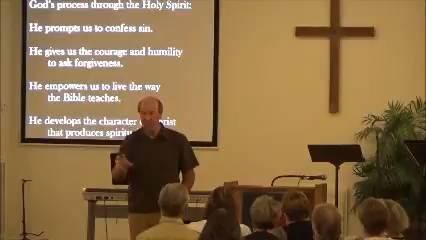 God's process through the Holy Spirit:
He prompts us to confess sin.
He gives us the courage and humility
to ask forgiveness.
He empowers us to live the way
the Bible teaches.
He develops the character
that produces